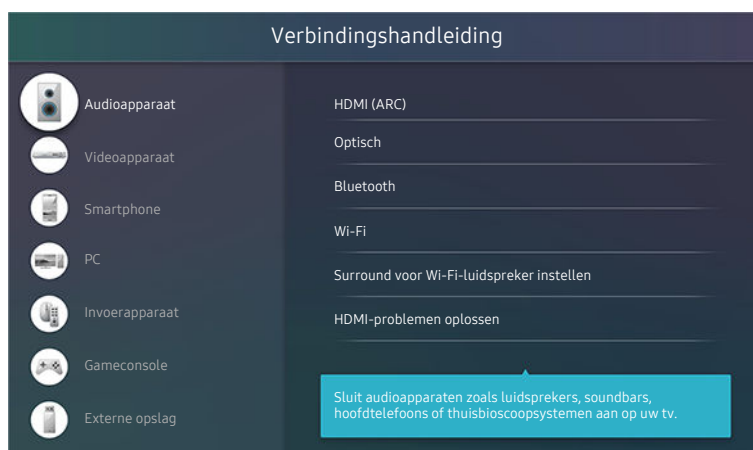 Verbindingshandleiding
Audioapparaat
Videoapparaat
Smartphone
PC
Invoerapparaat
Gameconsole
Externe opslag
HDMI (ARC)
Optisch
Bluetooth
Wi-Fi
Surround voor Wi-Fi-luidspreker instellen
HDMI-problemen oplossen
Sluit audioapparaten zoals luidsprekers, soundbars,
hoofdtelefoons of thuisbioscoopsystemen aan op uw tv.